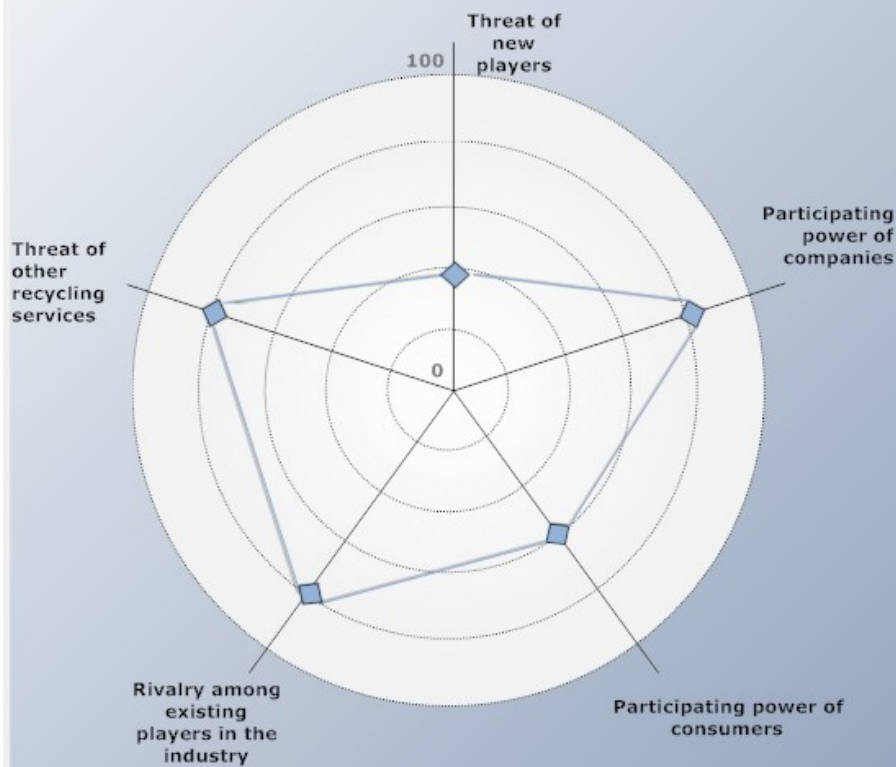 Threat of
new
players
100
Participating
power of
companies
Threat of
other
recycling
services
0
Rivalry among
existing
players in the
industry
Participating power of
consumers